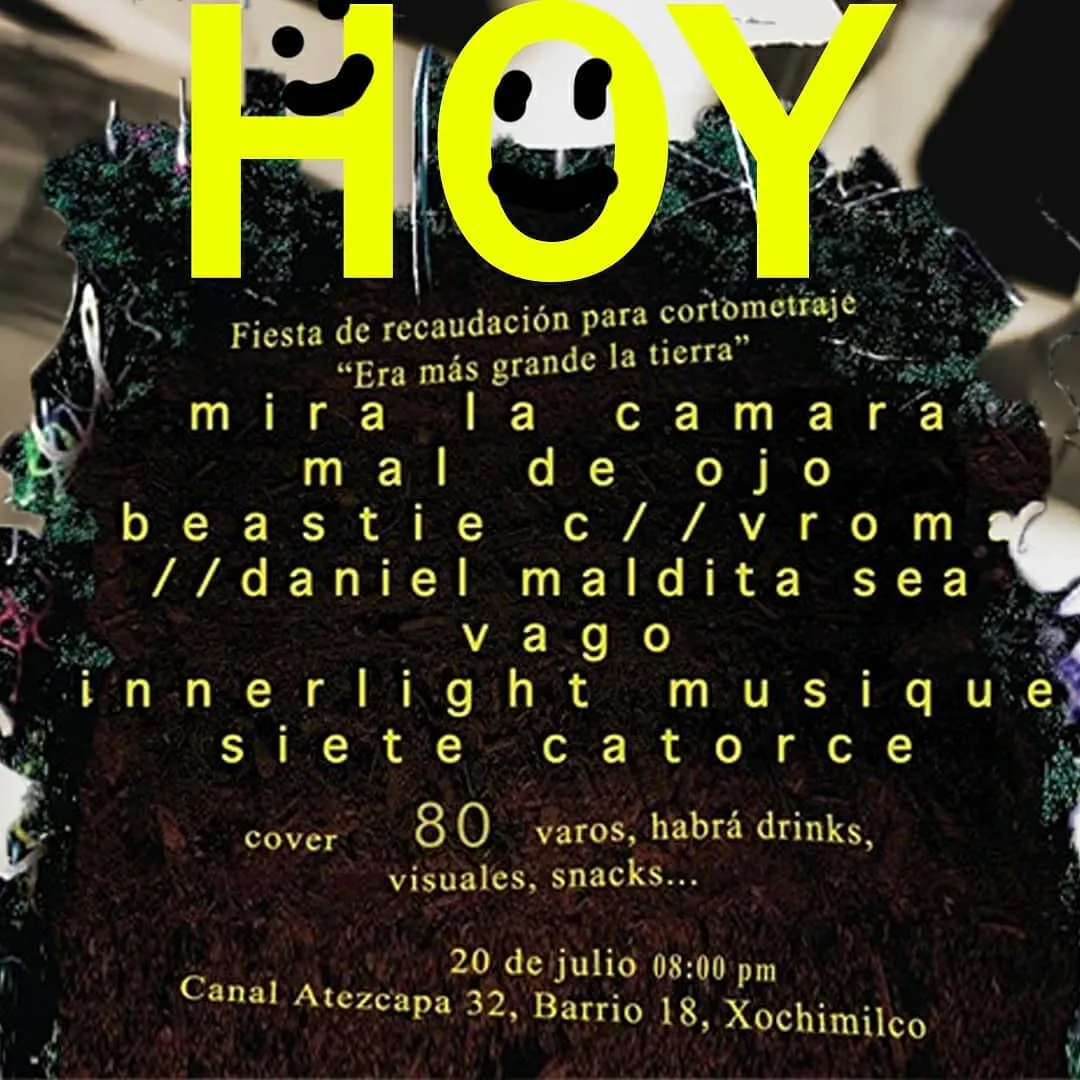 HOY
Fiesta de recaudación para cortometraje
“Era más grande la tierra”
mira la camara
mal de ojo
beastie c//vrom
//daniel maldita sea
vago
innerlight musique
siete catorce
cover 80 varos, habrá drinks,
visuales, snacks...
20 de julio 08:00 pm
Canal Atezcapa 32, Barrio 18, Xochimilco